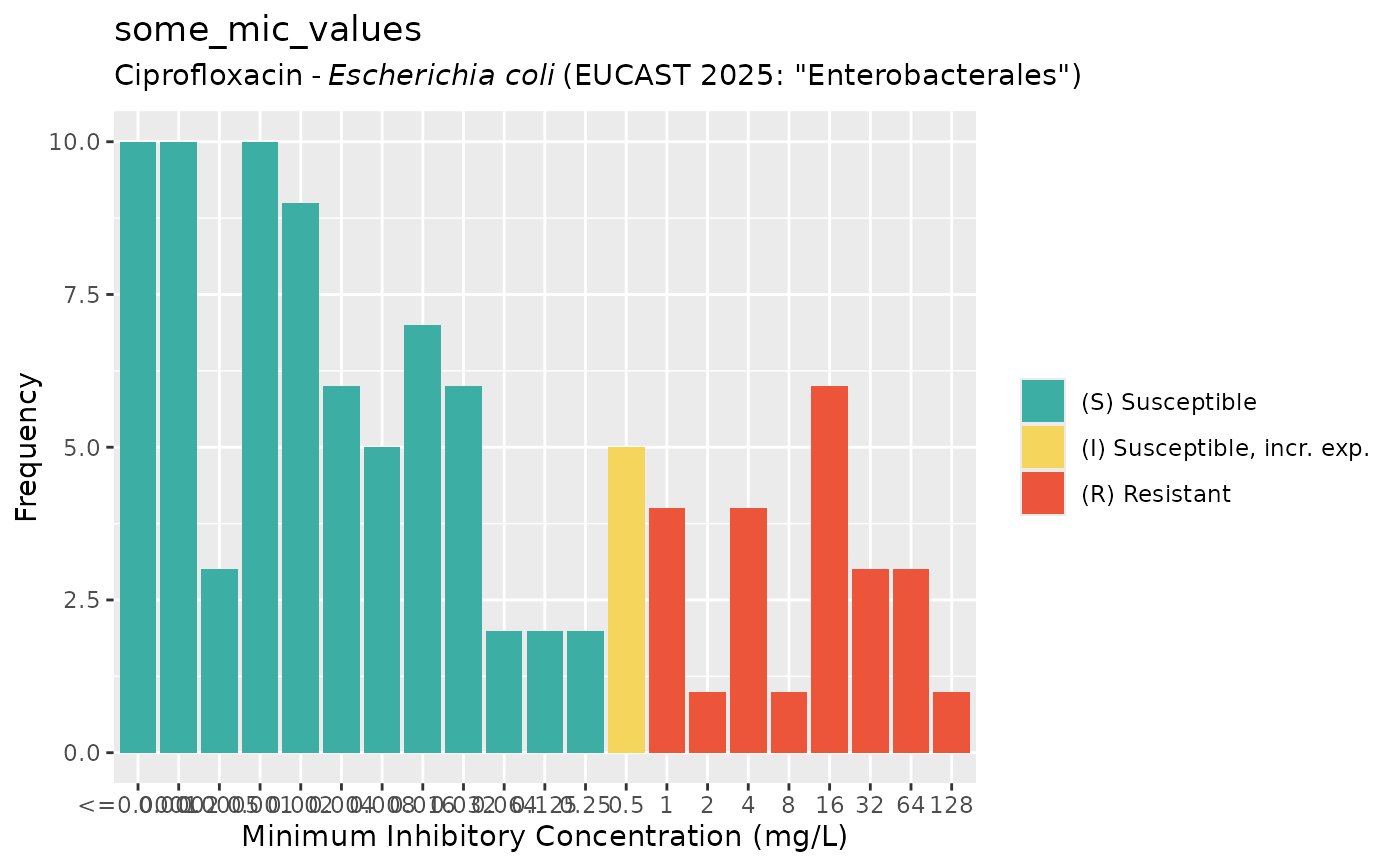 some_mic_values
Ciprofloxacin - Escherichia coli (EUCAST 2025: "Enterobacterales")
10.0
7.5
5.0
2.5
0.0
Frequency
0.5 1 2 4 8 16 32 64 128
Minimum Inhibitory Concentration (mg/L)
(S) Susceptible
(I) Susceptible, incr. exp.
(R) Resistant